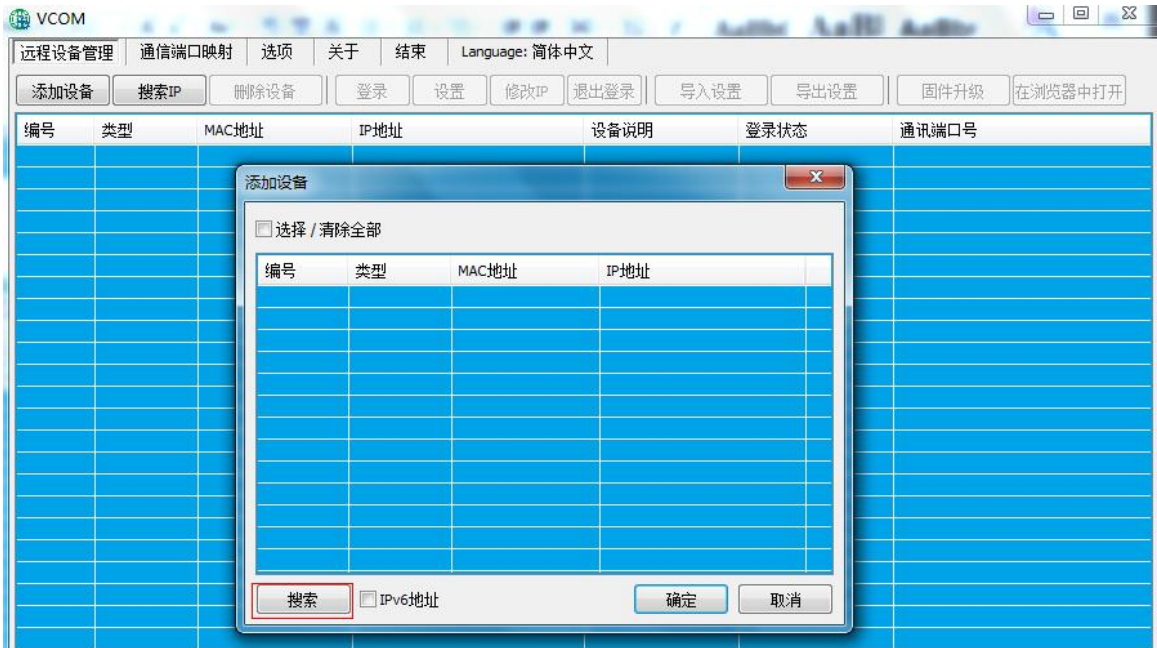 VCOM
远程设备管理 通信端口映射 选项 关于 结束 Language: 简体中文
添加设备 搜索IP 删除设备 登录 设置 修改IP 退出登录 导入设置 导出设置 固件升级 在浏览器中打开
编号 类型 MAC地址 IP地址 设备说明 登录状态 通讯端口号
添加设备
选择 / 清除全部
编号 类型 MAC地址 IP地址
搜索 IPv6地址 确定 取消